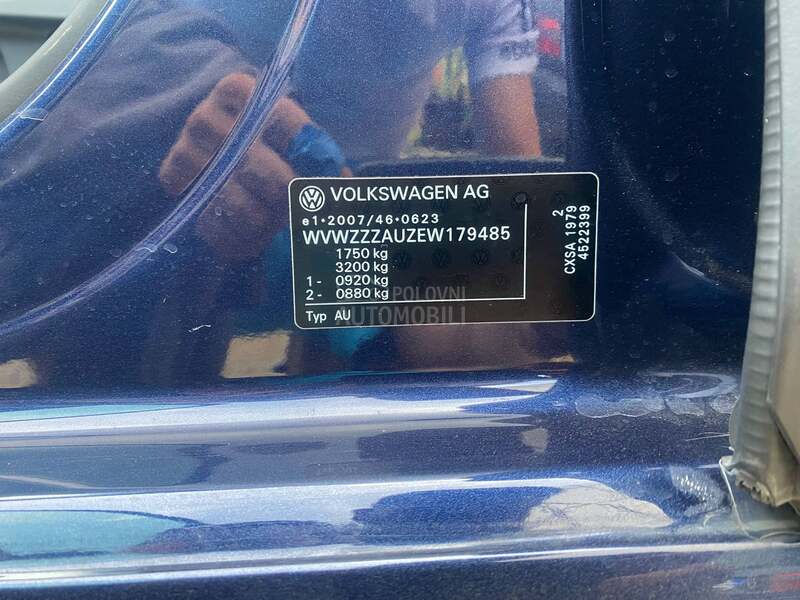 VOLKSWAGEN AG
e1*2007/46*0623
WVWZZZAUZEW179485
1750 kg
3200 kg
1- 0920 kg
2- 0880 kg
Typ AU
2
CXSA 1979
4522399
POLOVNI
AUTOMOBILI